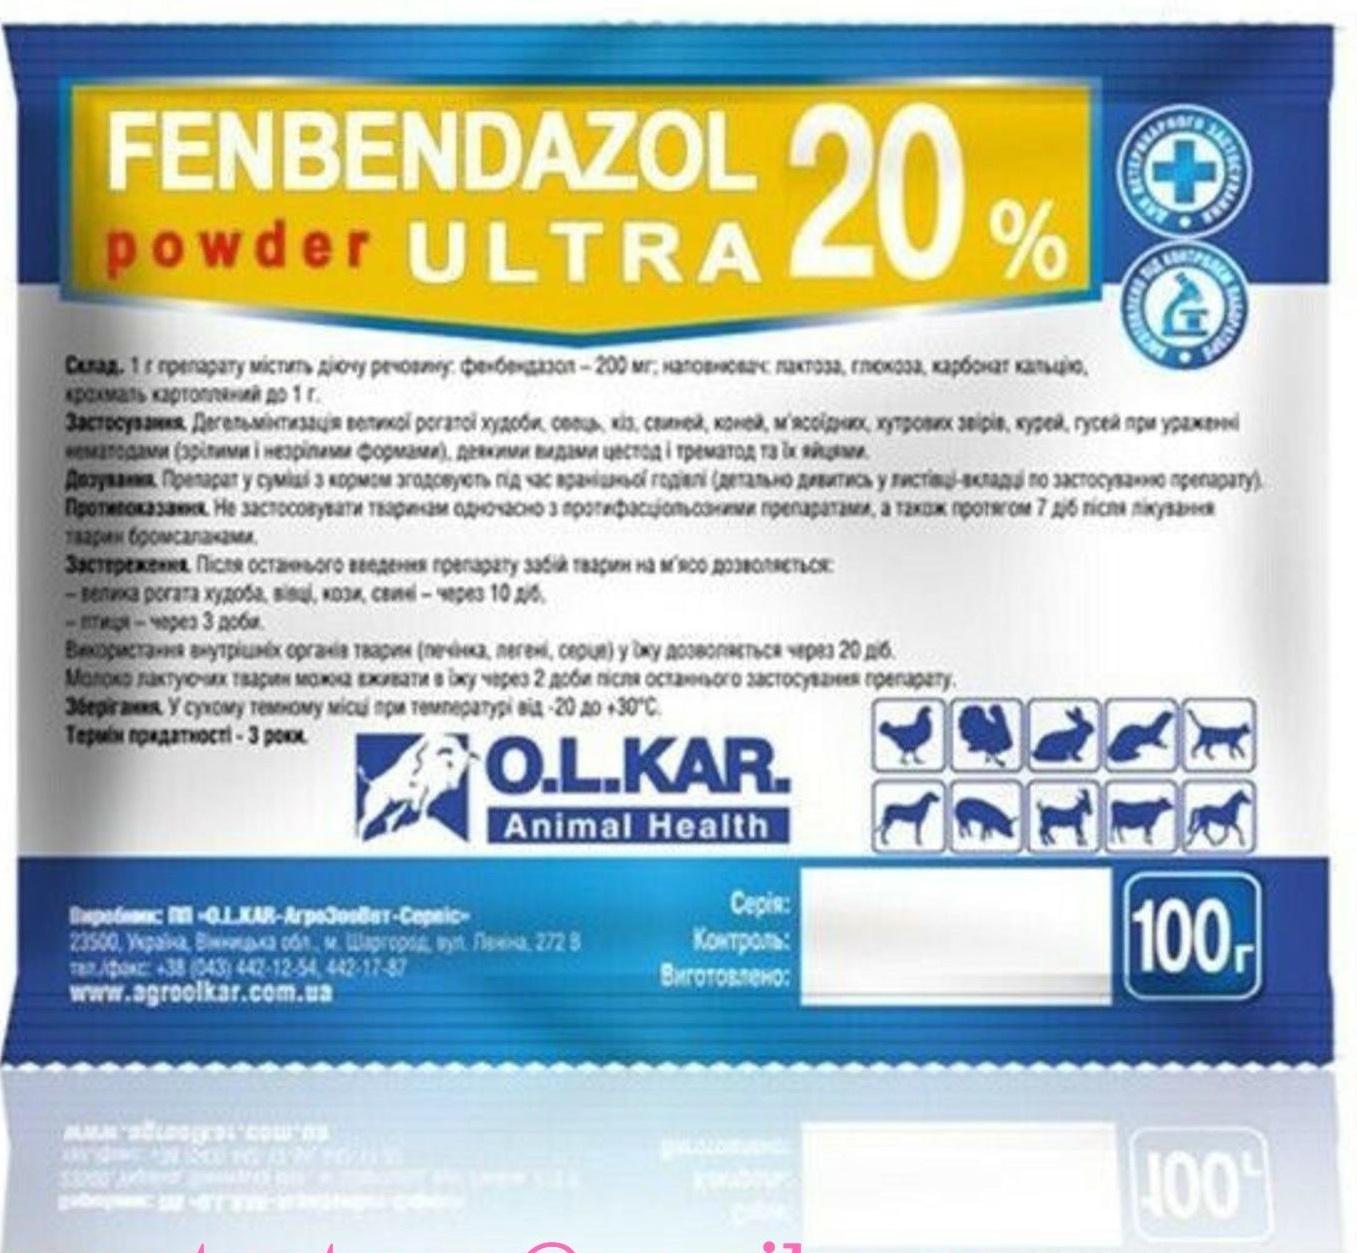 FENBENDAZOL
powder ULTRA 20 %
ДЛЯ ВЕТЕРИНАРНОГО ЗАСТОСУВАННЯ
Склад. 1 г препарату містить діючу речовину: фенбендазол – 200 мг; наповнювач: лактоза, глюкоза, карбонат кальцію,
крохмаль картопляний до 1 г.
Застосування. Дегельмінтизація великої рогатої худоби, овець, кіз, свиней, коней, м'ясоїдних, хутрових звірів, курей, гусей при ураженні
нематодами (зрілими і незрілими формами), деякими видами цестод і трематод та їх яйцями.
Дозування. Препарат у суміші з кормом згодовують під час вранішньої годівлі (детально дивитись у листівці-вкладці по застосуванню препарату).
Протипоказання. Не застосовувати тваринам одночасно з протифасціольозними препаратами, а також протягом 7 діб після лікування
тварин бромсаланами.
Застереження. Після останнього введення препарату забій тварин на м'ясо дозволяється:
– велика рогата худоба, вівці, кози, свині – через 10 діб,
– птиця – через 3 доби.
Використання внутрішніх органів тварин (печінка, легені, серце) у їжу дозволяється через 20 діб.
Молоко лактуючих тварин можна вживати в їжу через 2 доби після останнього застосування препарату.
Зберігання. У сухому темному місці при температурі від -20 до +30°С.
Термін придатності - 3 роки.
O.L.KAR.
Animal Health
Виробник: ПП «O.L.KAR-АгроЗооВет-Сервіс»
23500, Україна, Вінницька обл., м. Шаргород, вул. Леніна, 272 В
тел./факс: +38 (043) 442-12-54, 442-17-87
www.agroolkar.com.ua
Серія:
Контроль:
Виготовлено:
100г